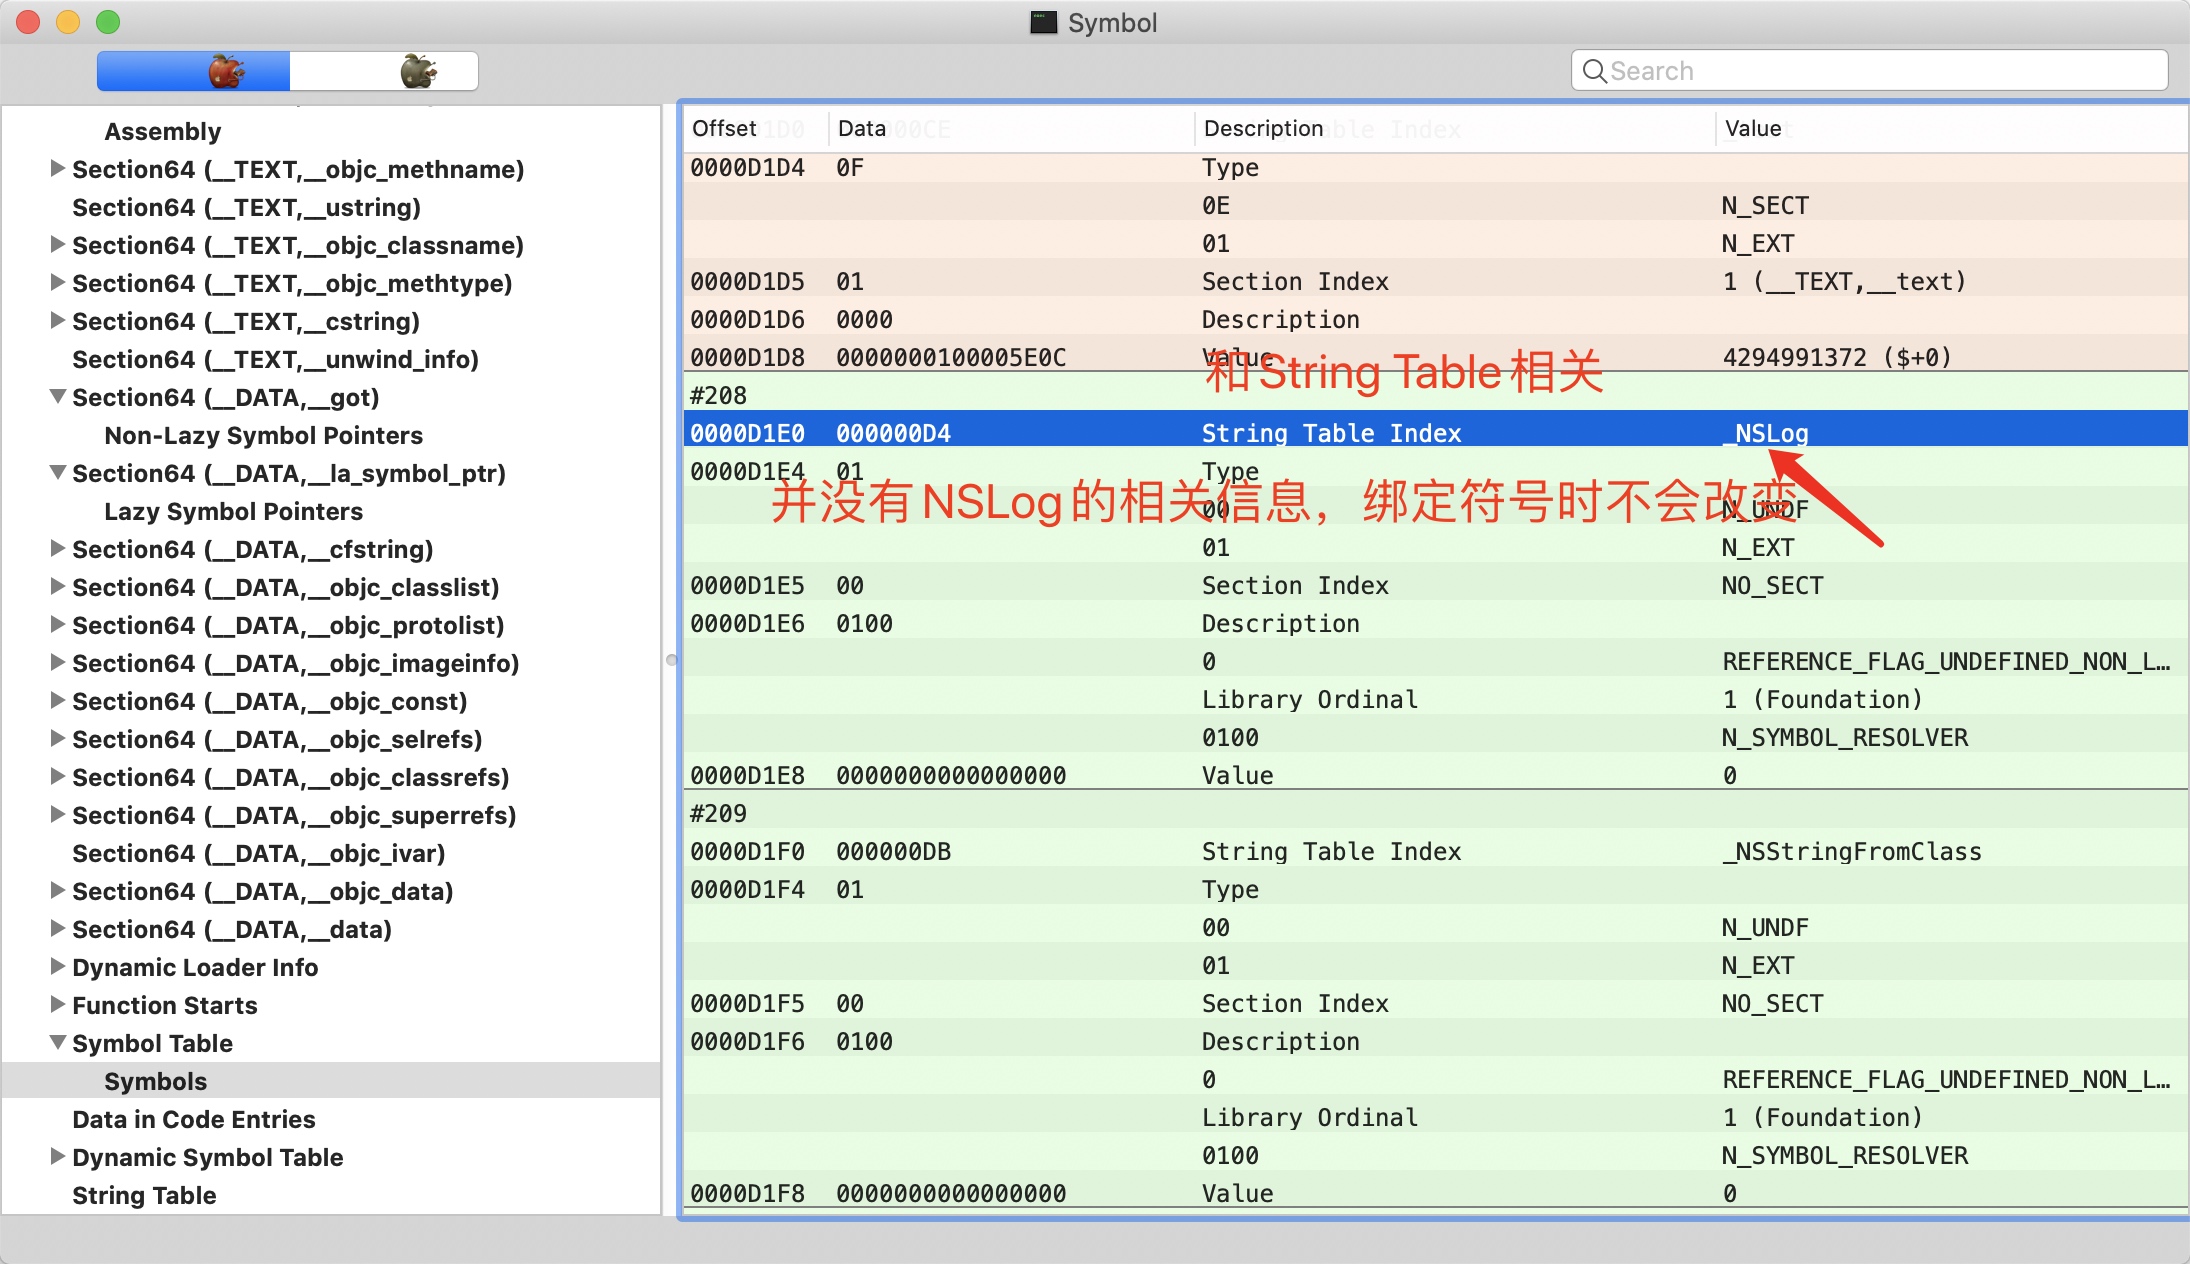 Symbol
Search
Assembly
Section64 (__TEXT,__objc_methname)
Section64 (__TEXT,__ustring)
Section64 (__TEXT,__objc_classname)
Section64 (__TEXT,__objc_methtype)
Section64 (__TEXT,__cstring)
Section64 (__TEXT,__unwind_info)
Section64 (__DATA,__got)
Non-Lazy Symbol Pointers
Section64 (__DATA,__la_symbol_ptr)
Lazy Symbol Pointers
Section64 (__DATA,__cfstring)
Section64 (__DATA,__objc_classlist)
Section64 (__DATA,__objc_protolist)
Section64 (__DATA,__objc_imageinfo)
Section64 (__DATA,__objc_const)
Section64 (__DATA,__objc_selrefs)
Section64 (__DATA,__objc_classrefs)
Section64 (__DATA,__objc_superrefs)
Section64 (__DATA,__objc_ivar)
Section64 (__DATA,__objc_data)
Section64 (__DATA,__data)
Dynamic Loader Info
Function Starts
Symbol Table
Symbols
Data in Code Entries
Dynamic Symbol Table
String Table
Offset Data Description Value
0000D1D4 0F Type
0E N_SECT
01 N_EXT
0000D1D5 01 Section Index 1 (__TEXT,__text)
0000D1D6 0000 Description
0000D1D8 0000000100005E0C Value 4294991372 ($+0)
和String Table相关
#208
0000D1E0 000000D4 String Table Index _NSLog
0000D1E4 01 Type
并没有NSLog的相关信息，绑定符号时不会改变
00 N_UNDF
01 N_EXT
0000D1E5 00 Section Index NO_SECT
0000D1E6 0100 Description
0 REFERENCE_FLAG_UNDEFINED_NON_L…
Library Ordinal 1 (Foundation)
0100 N_SYMBOL_RESOLVER
0000D1E8 0000000000000000 Value 0
#209
0000D1F0 000000DB String Table Index _NSStringFromClass
0000D1F4 01 Type
00 N_UNDF
01 N_EXT
0000D1F5 00 Section Index NO_SECT
0000D1F6 0100 Description
0 REFERENCE_FLAG_UNDEFINED_NON_L…
Library Ordinal 1 (Foundation)
0100 N_SYMBOL_RESOLVER
0000D1F8 0000000000000000 Value 0